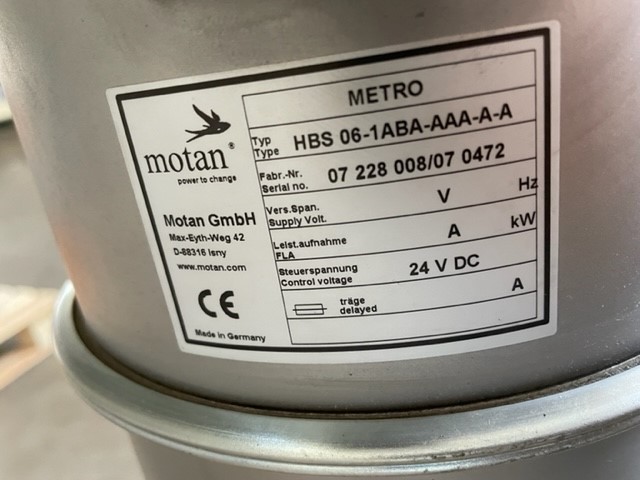 motan®
power to change
Motan GmbH
Max-Eyth-Weg 42
D-88316 Isny
www.motan.com
CE
Made in Germany
METRO
Typ
Type HBS 06-1ABA-AAA-A-A
Fabr.-Nr.
Serial no. 07 228 008/07 0472
Vers.Span.
Supply Volt. V Hz
Leist.aufnahme
FLA A kW
Steuerspannung
Control voltage 24 V DC
träge
delayed A